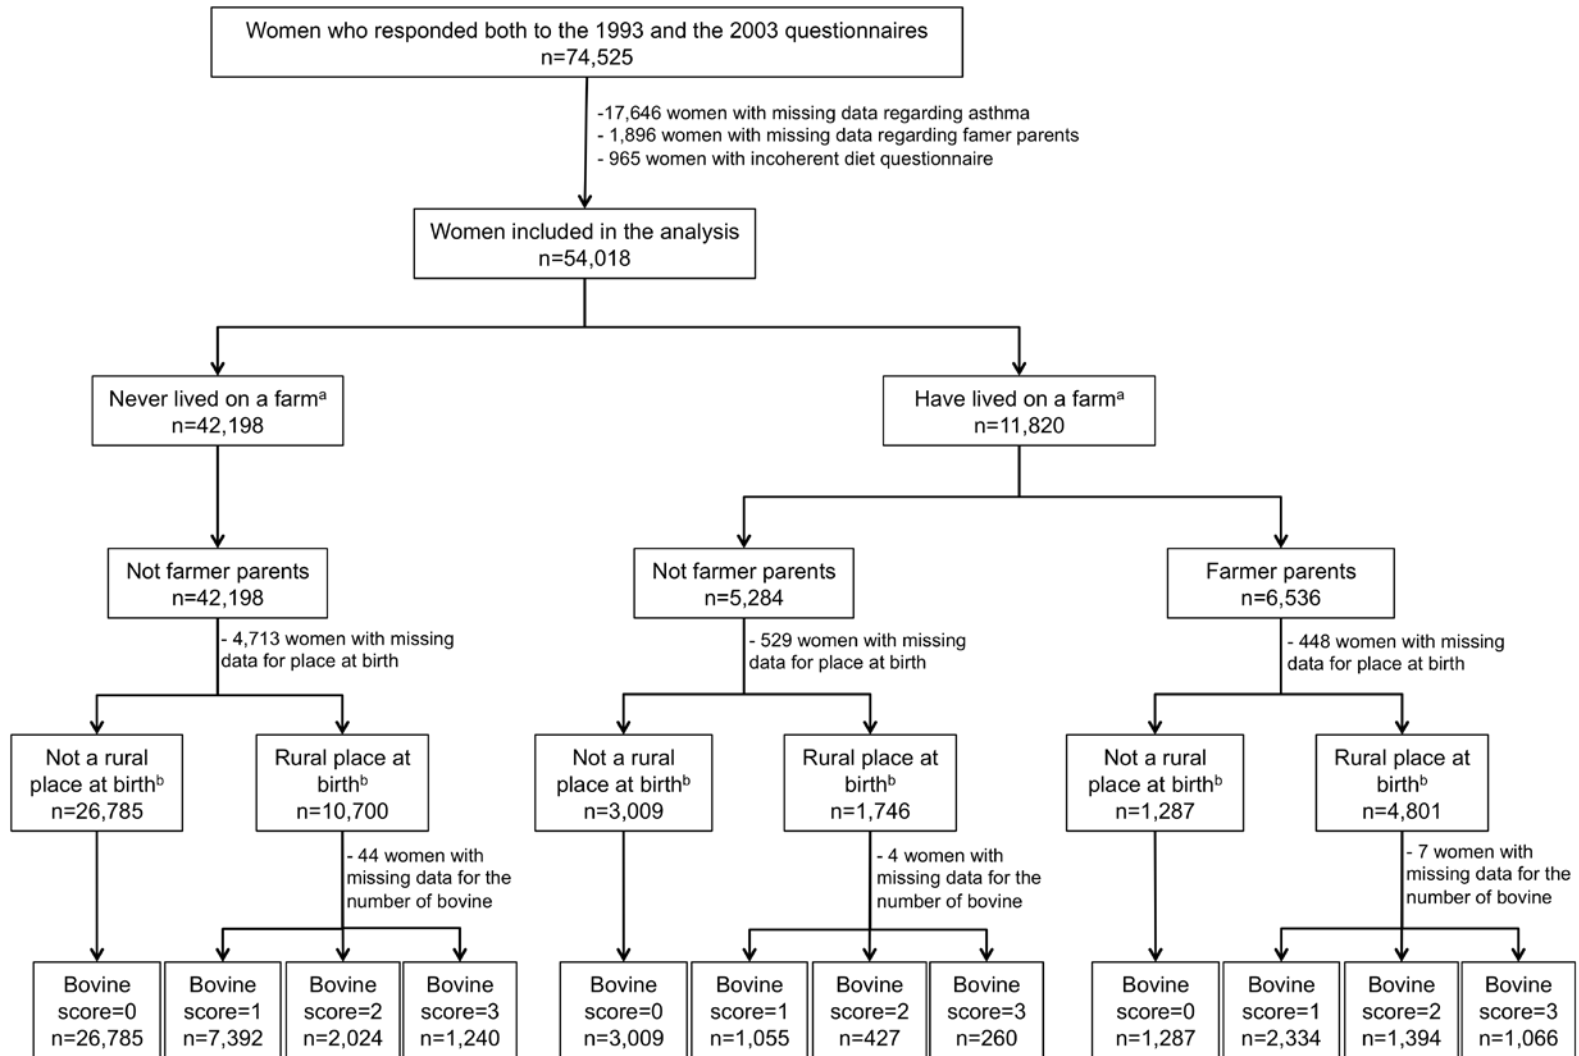 Women who responded both to the 1993 and the 2003 questionnaires
n=74,525
-17,646 women with missing data regarding asthma
- 1,896 women with missing data regarding famer parents
- 965 women with incoherent diet questionnaire
Women included in the analysis
n=54,018
Never lived on a farmᵃ
n=42,198
Have lived on a farmᵃ
n=11,820
Not farmer parents
n=42,198
Not farmer parents
n=5,284
Farmer parents
n=6,536
- 4,713 women with missing
data for place at birth
- 529 women with missing
data for place at birth
- 448 women with missing
data for place at birth
Not a rural
place at birthᵇ
n=26,785
Rural place at
birthᵇ
n=10,700
Not a rural
place at birthᵇ
n=3,009
Rural place at
birthᵇ
n=1,746
Not a rural
place at birthᵇ
n=1,287
Rural place at
birthᵇ
n=4,801
- 44 women with
missing data for the
number of bovine
- 4 women with
missing data for the
number of bovine
- 7 women with
missing data for the
number of bovine
Bovine
score=0
n=26,785
Bovine
score=1
n=7,392
Bovine
score=2
n=2,024
Bovine
score=3
n=1,240
Bovine
score=0
n=3,009
Bovine
score=1
n=1,055
Bovine
score=2
n=427
Bovine
score=3
n=260
Bovine
score=0
n=1,287
Bovine
score=1
n=2,334
Bovine
score=2
n=1,394
Bovine
score=3
n=1,066